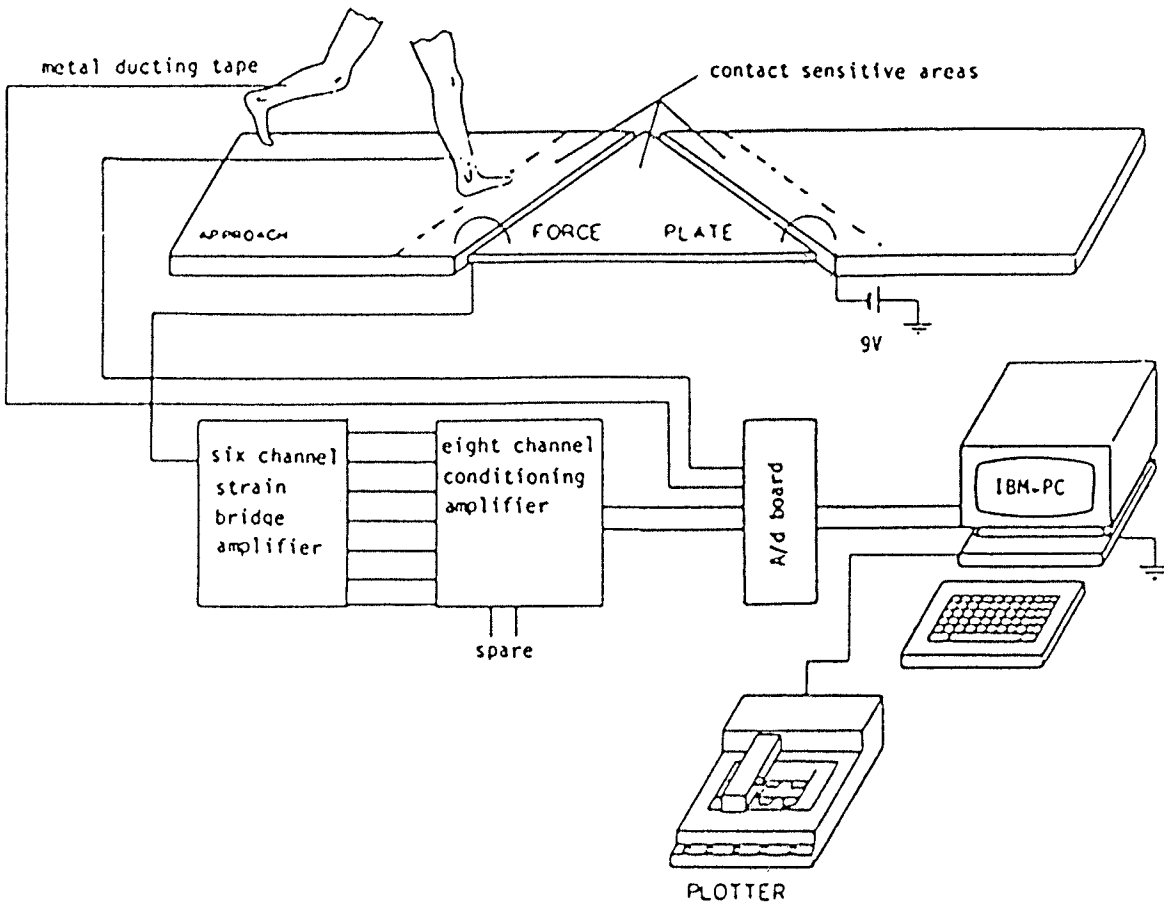 metal ducting tape
contact sensitive areas
APPROACH
FORCE PLATE
9V
six channel
strain
bridge
amplifier
eight channel
conditioning
amplifier
A/d board
IBM-PC
spare
PLOTTER